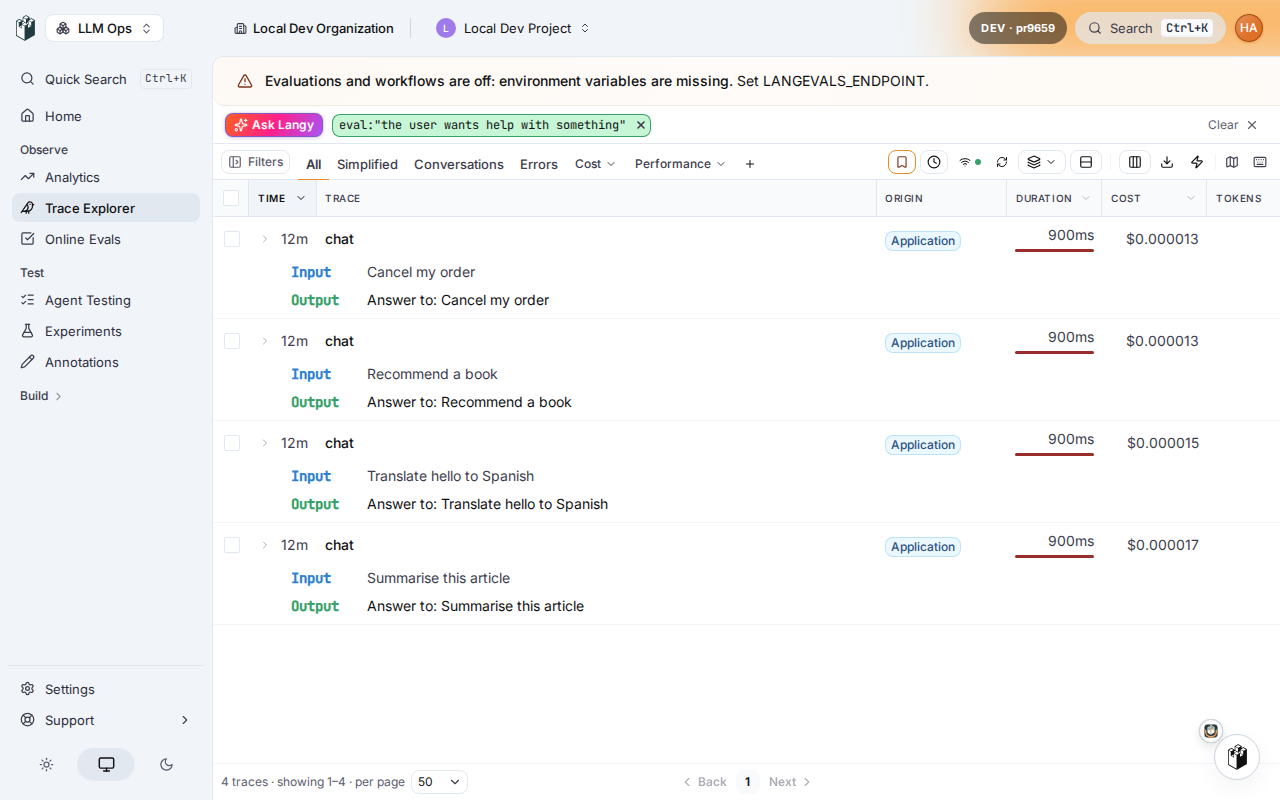 LLM Ops
Local Dev Organization
L Local Dev Project
DEV · pr9659
Search Ctrl+K
HA
Quick Search Ctrl+K
Home
Observe
Analytics
Trace Explorer
Online Evals
Test
Agent Testing
Experiments
Annotations
Build
Settings
Support
Evaluations and workflows are off: environment variables are missing. Set LANGEVALS_ENDPOINT.
Ask Langy eval:"the user wants help with something" Clear
Filters All Simplified Conversations Errors Cost Performance
TIME TRACE ORIGIN DURATION COST TOKENS
12m chat Application 900ms $0.000013
Input Cancel my order
Output Answer to: Cancel my order
12m chat Application 900ms $0.000013
Input Recommend a book
Output Answer to: Recommend a book
12m chat Application 900ms $0.000015
Input Translate hello to Spanish
Output Answer to: Translate hello to Spanish
12m chat Application 900ms $0.000017
Input Summarise this article
Output Answer to: Summarise this article
4 traces · showing 1–4 · per page 50 Back 1 Next